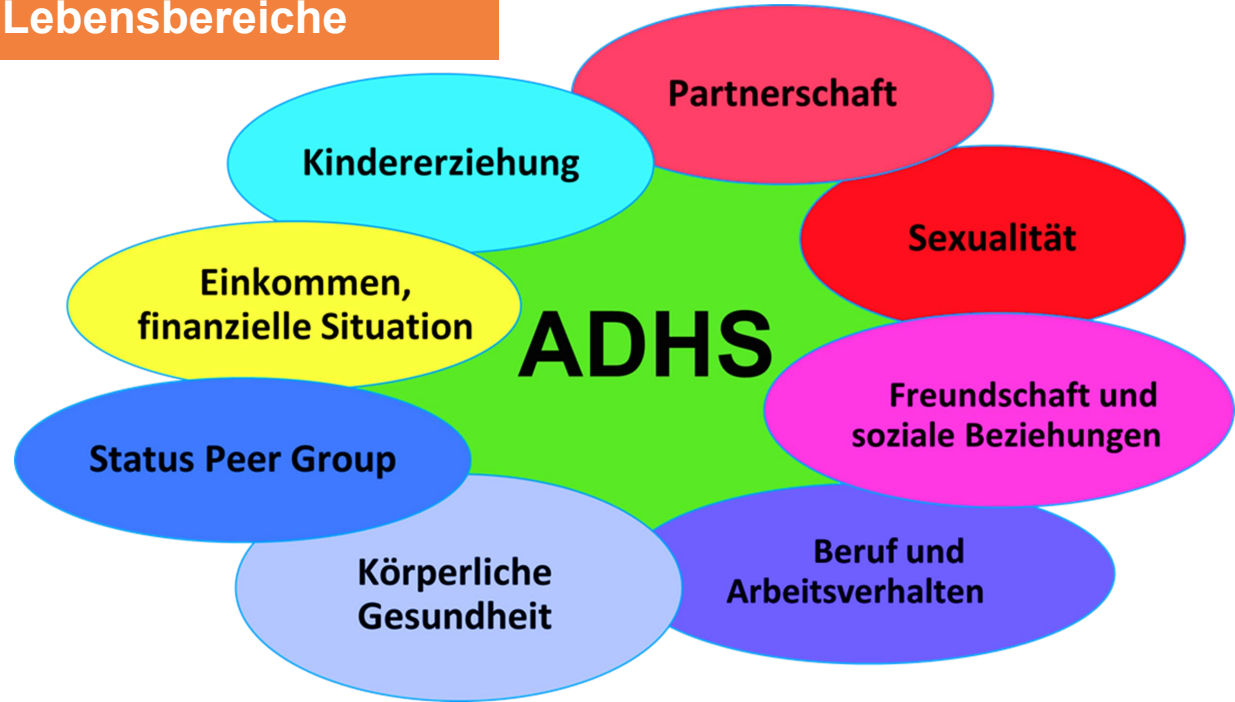 Lebensbereiche
Partnerschaft
Kindererziehung
Sexualität
Einkommen,
finanzielle Situation
ADHS
Freundschaft und
soziale Beziehungen
Status Peer Group
Beruf und
Arbeitsverhalten
Körperliche
Gesundheit